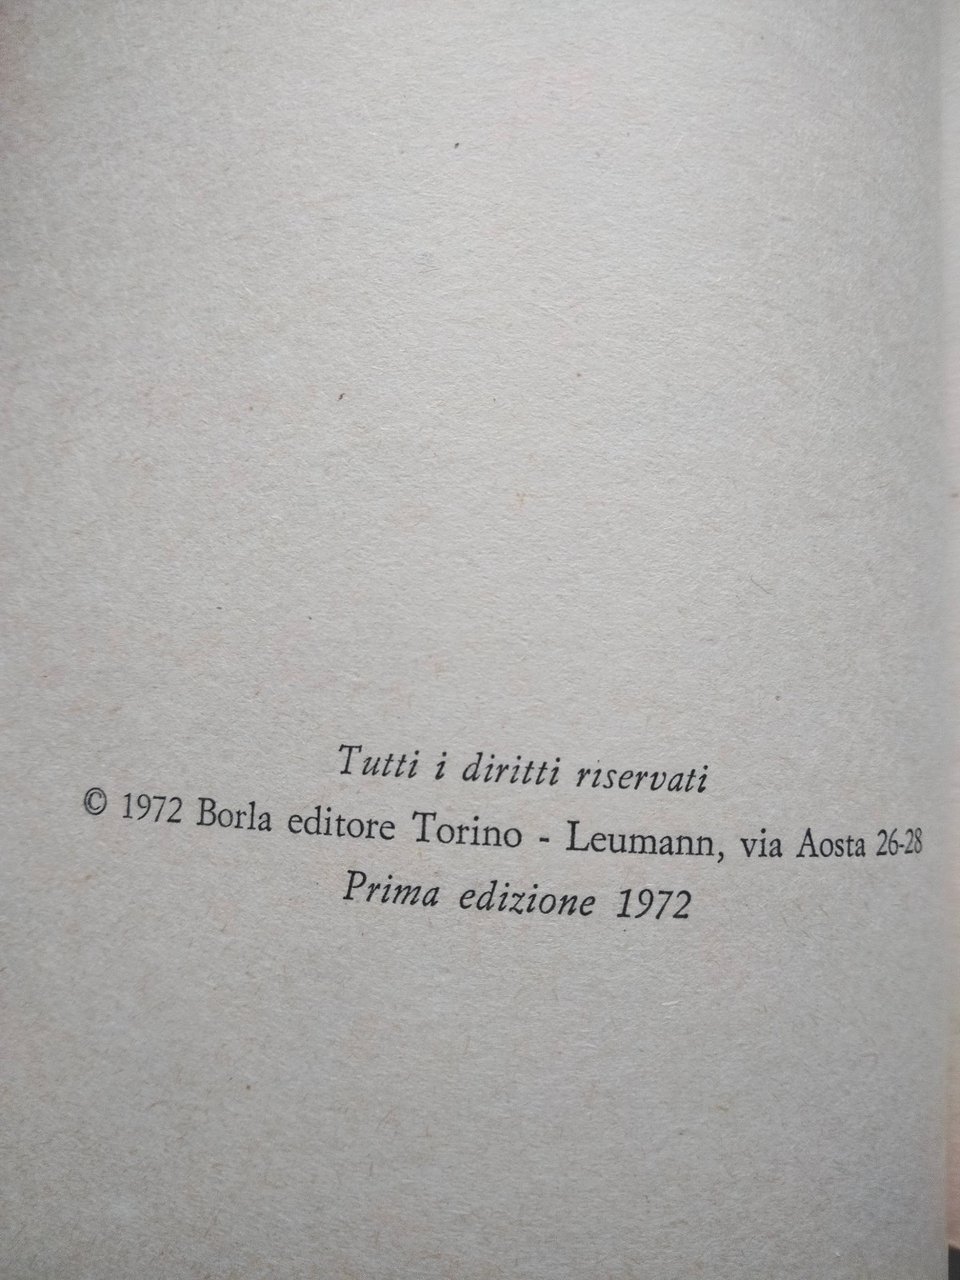 Tutti i diritti riservati
© 1972 Borla editore Torino - Leumann, via Aosta 26-28
Prima edizione 1972